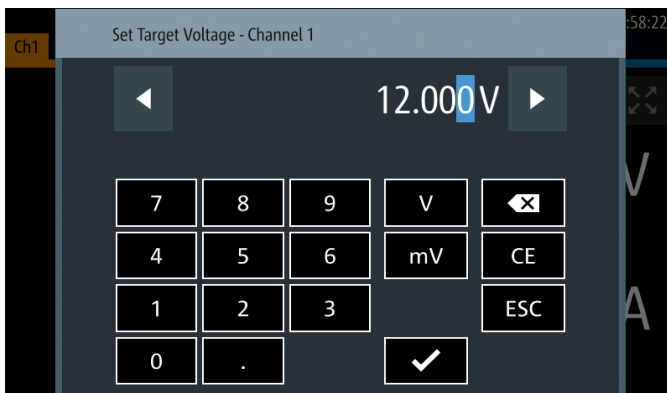 Set Target Voltage - Channel 1
:58:22
Ch1
12.000 V
V
7 8 9 V
4 5 6 mV CE
1 2 3 ESC
A
0 .